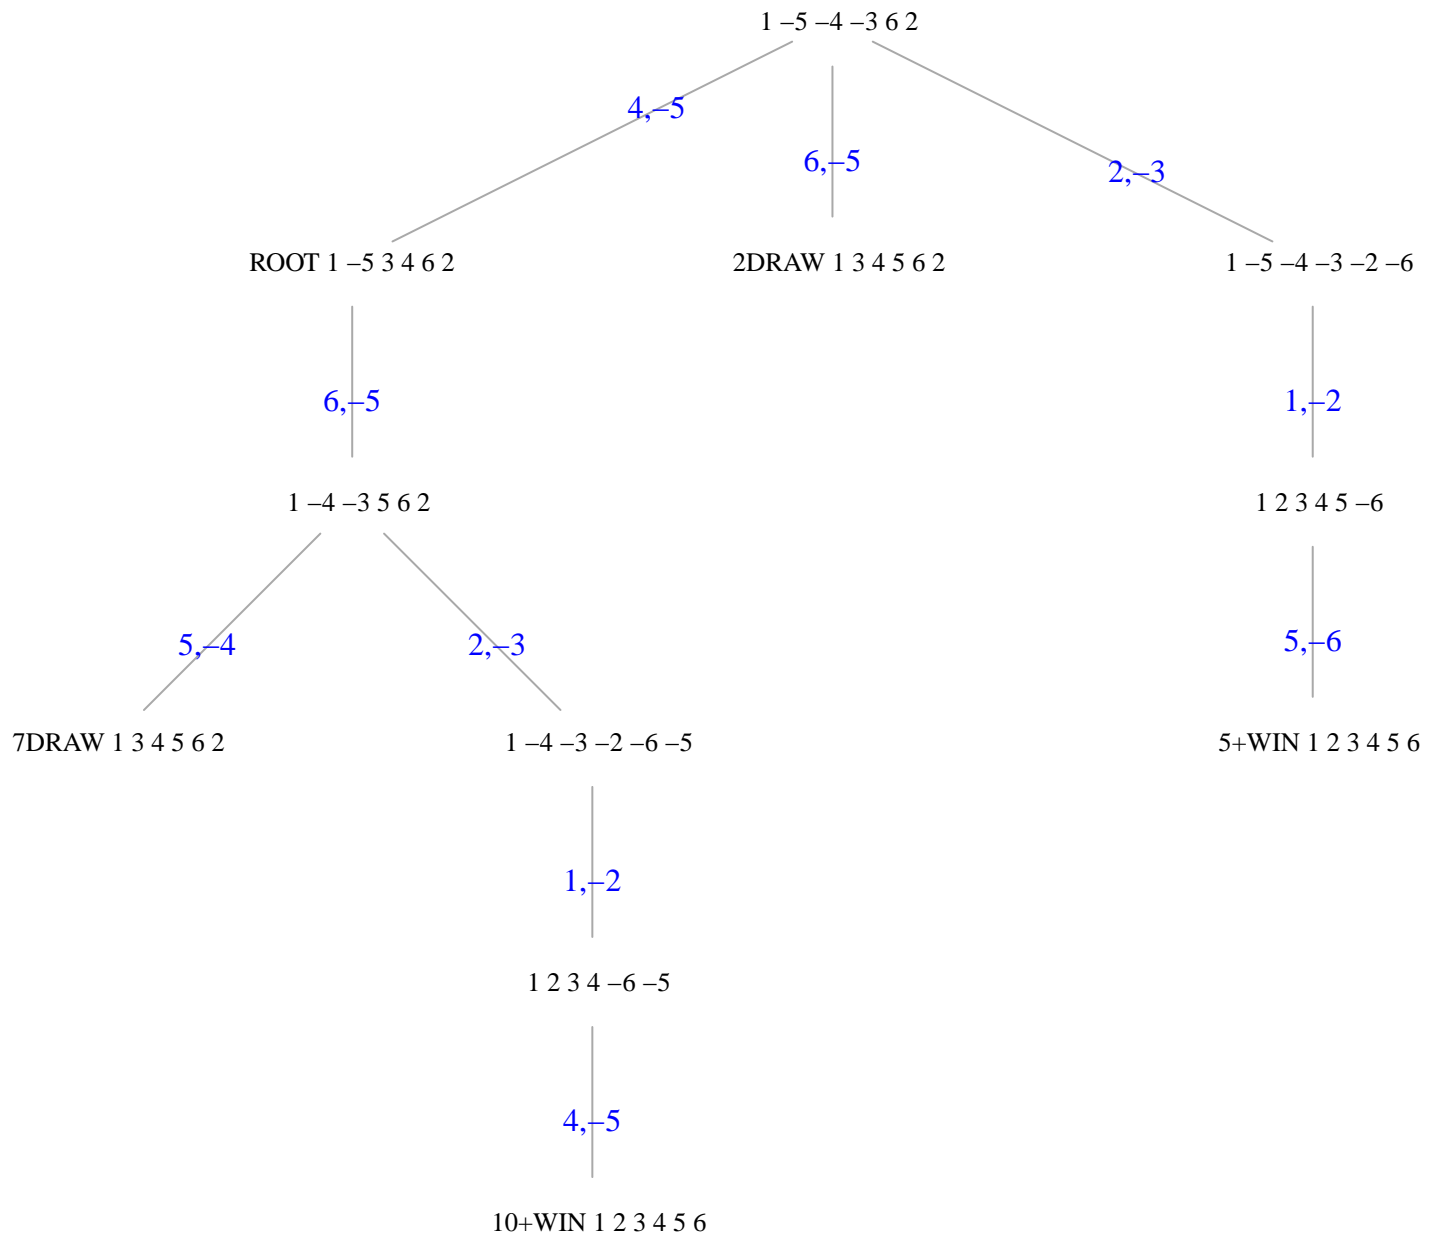 1 –5 –4 –3 6 2
4,–5
6,–5
2,–3
ROOT 1 –5 3 4 6 2
2DRAW 1 3 4 5 6 2
1 –5 –4 –3 –2 –6
6,–5
1,–2
1 –4 –3 5 6 2
1 2 3 4 5 –6
5,–4
2,–3
5,–6
7DRAW 1 3 4 5 6 2
1 –4 –3 –2 –6 –5
5+WIN 1 2 3 4 5 6
1,–2
1 2 3 4 –6 –5
4,–5
10+WIN 1 2 3 4 5 6